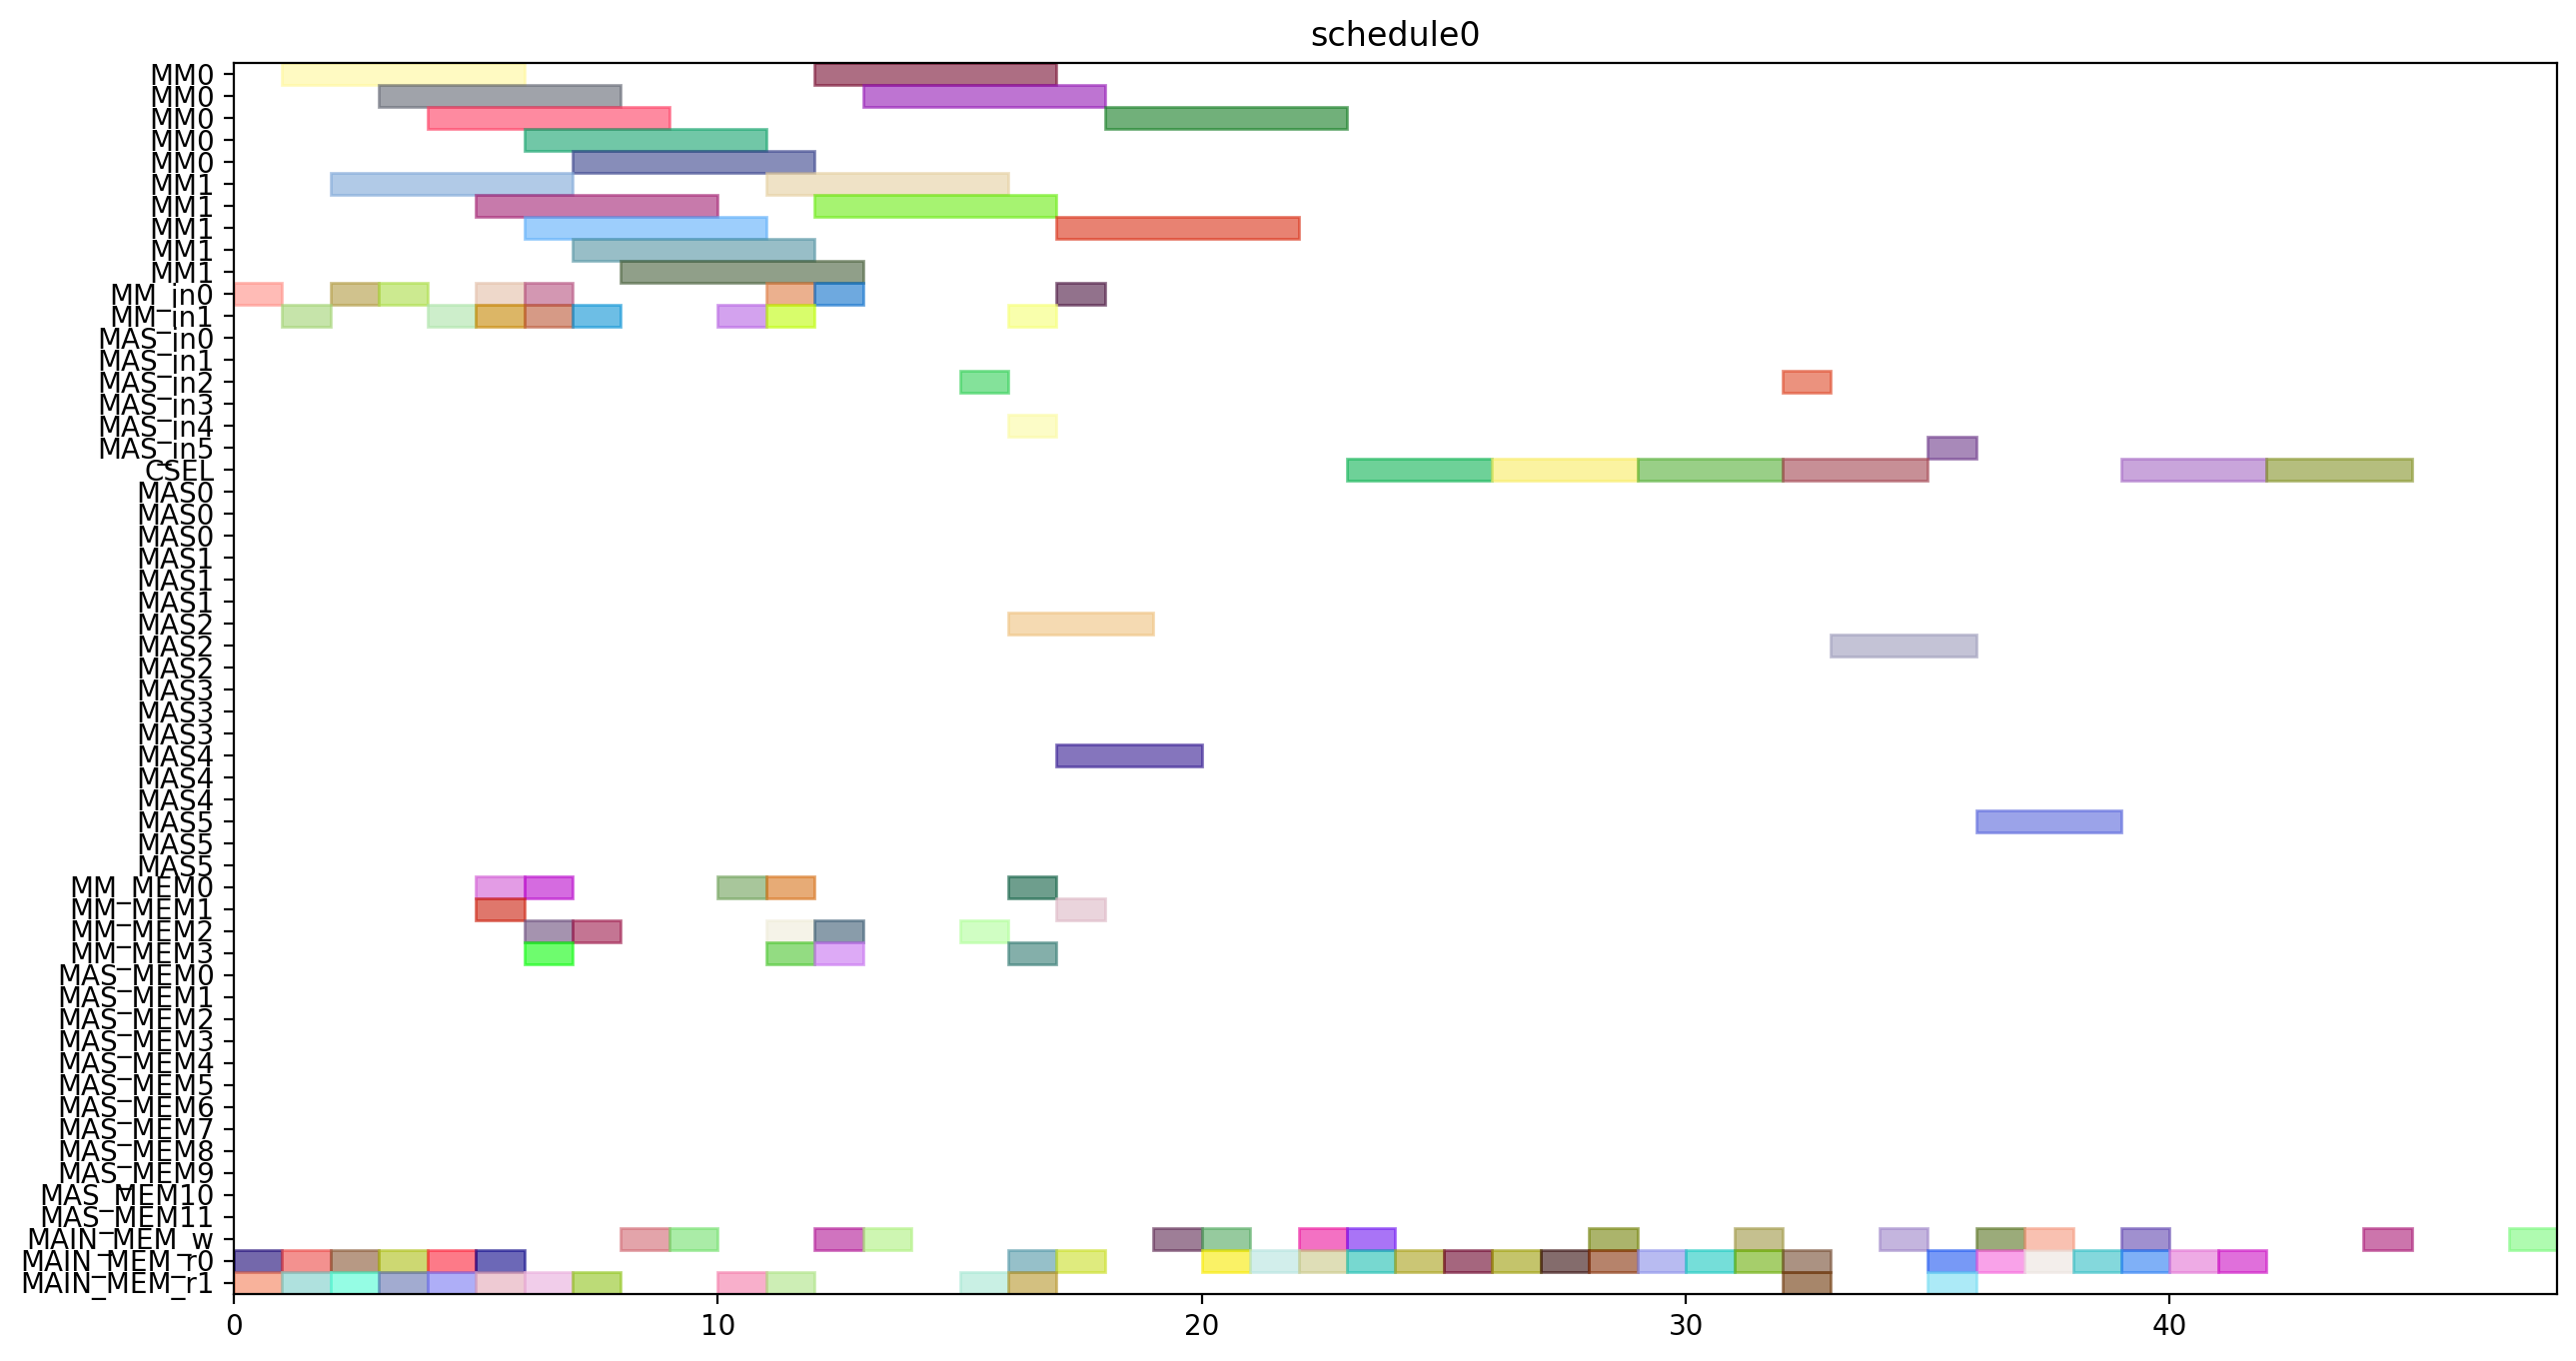 schedule0
MM0
MM0
MM0
MM0
MM0
MM1
MM1
MM1
MM1
MM1
MM_in0
MM_in1
MAS_in0
MAS_in1
MAS_in2
MAS_in3
MAS_in4
MAS_in5
CSEL
MAS0
MAS0
MAS0
MAS1
MAS1
MAS1
MAS2
MAS2
MAS2
MAS3
MAS3
MAS3
MAS4
MAS4
MAS4
MAS5
MAS5
MAS5
MM_MEM0
MM_MEM1
MM_MEM2
MM_MEM3
MAS_MEM0
MAS_MEM1
MAS_MEM2
MAS_MEM3
MAS_MEM4
MAS_MEM5
MAS_MEM6
MAS_MEM7
MAS_MEM8
MAS_MEM9
MAS_MEM10
MAS_MEM11
MAIN_MEM_w
MAIN_MEM_r0
MAIN_MEM_r1
0 10 20 30 40